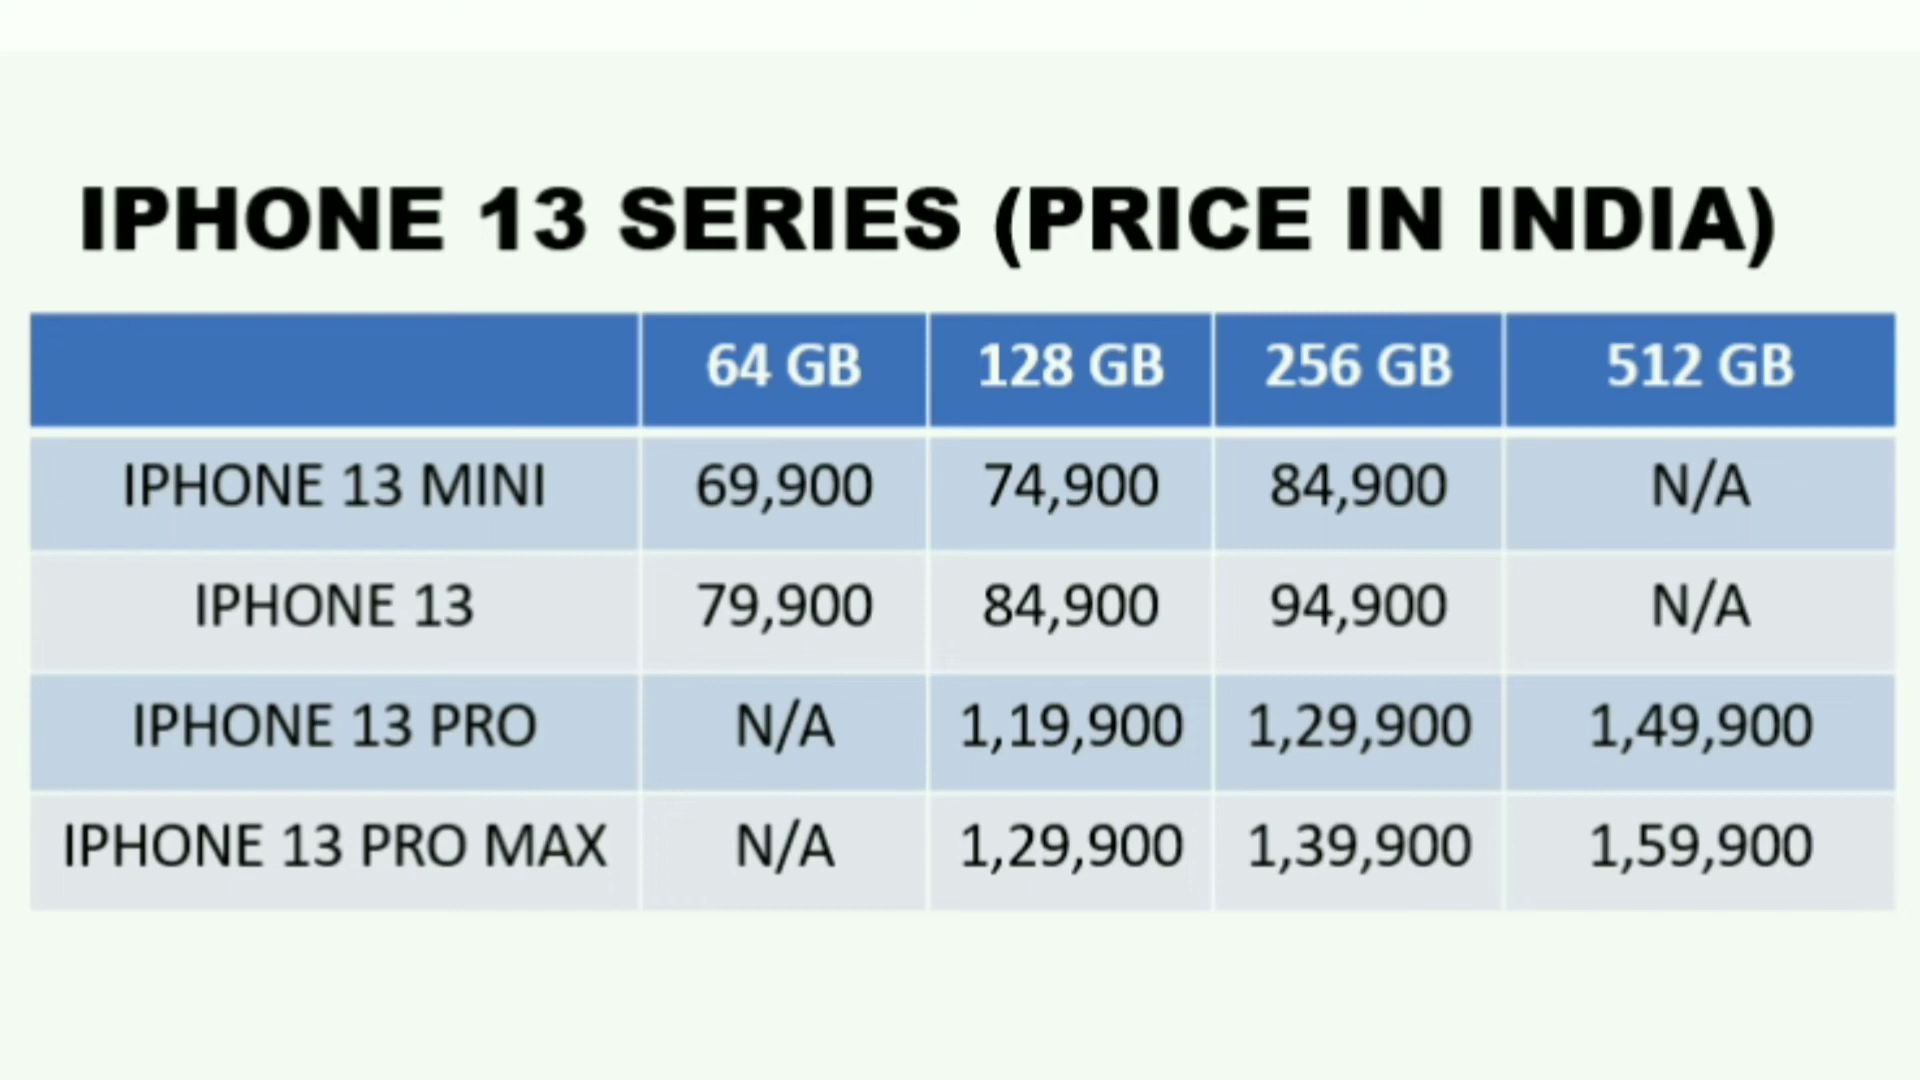 IPHONE 13 SERIES (PRICE IN INDIA)
64 GB 128 GB 256 GB 512 GB
IPHONE 13 MINI 69,900 74,900 84,900 N/A
IPHONE 13 79,900 84,900 94,900 N/A
IPHONE 13 PRO N/A 1,19,900 1,29,900 1,49,900
IPHONE 13 PRO MAX N/A 1,29,900 1,39,900 1,59,900